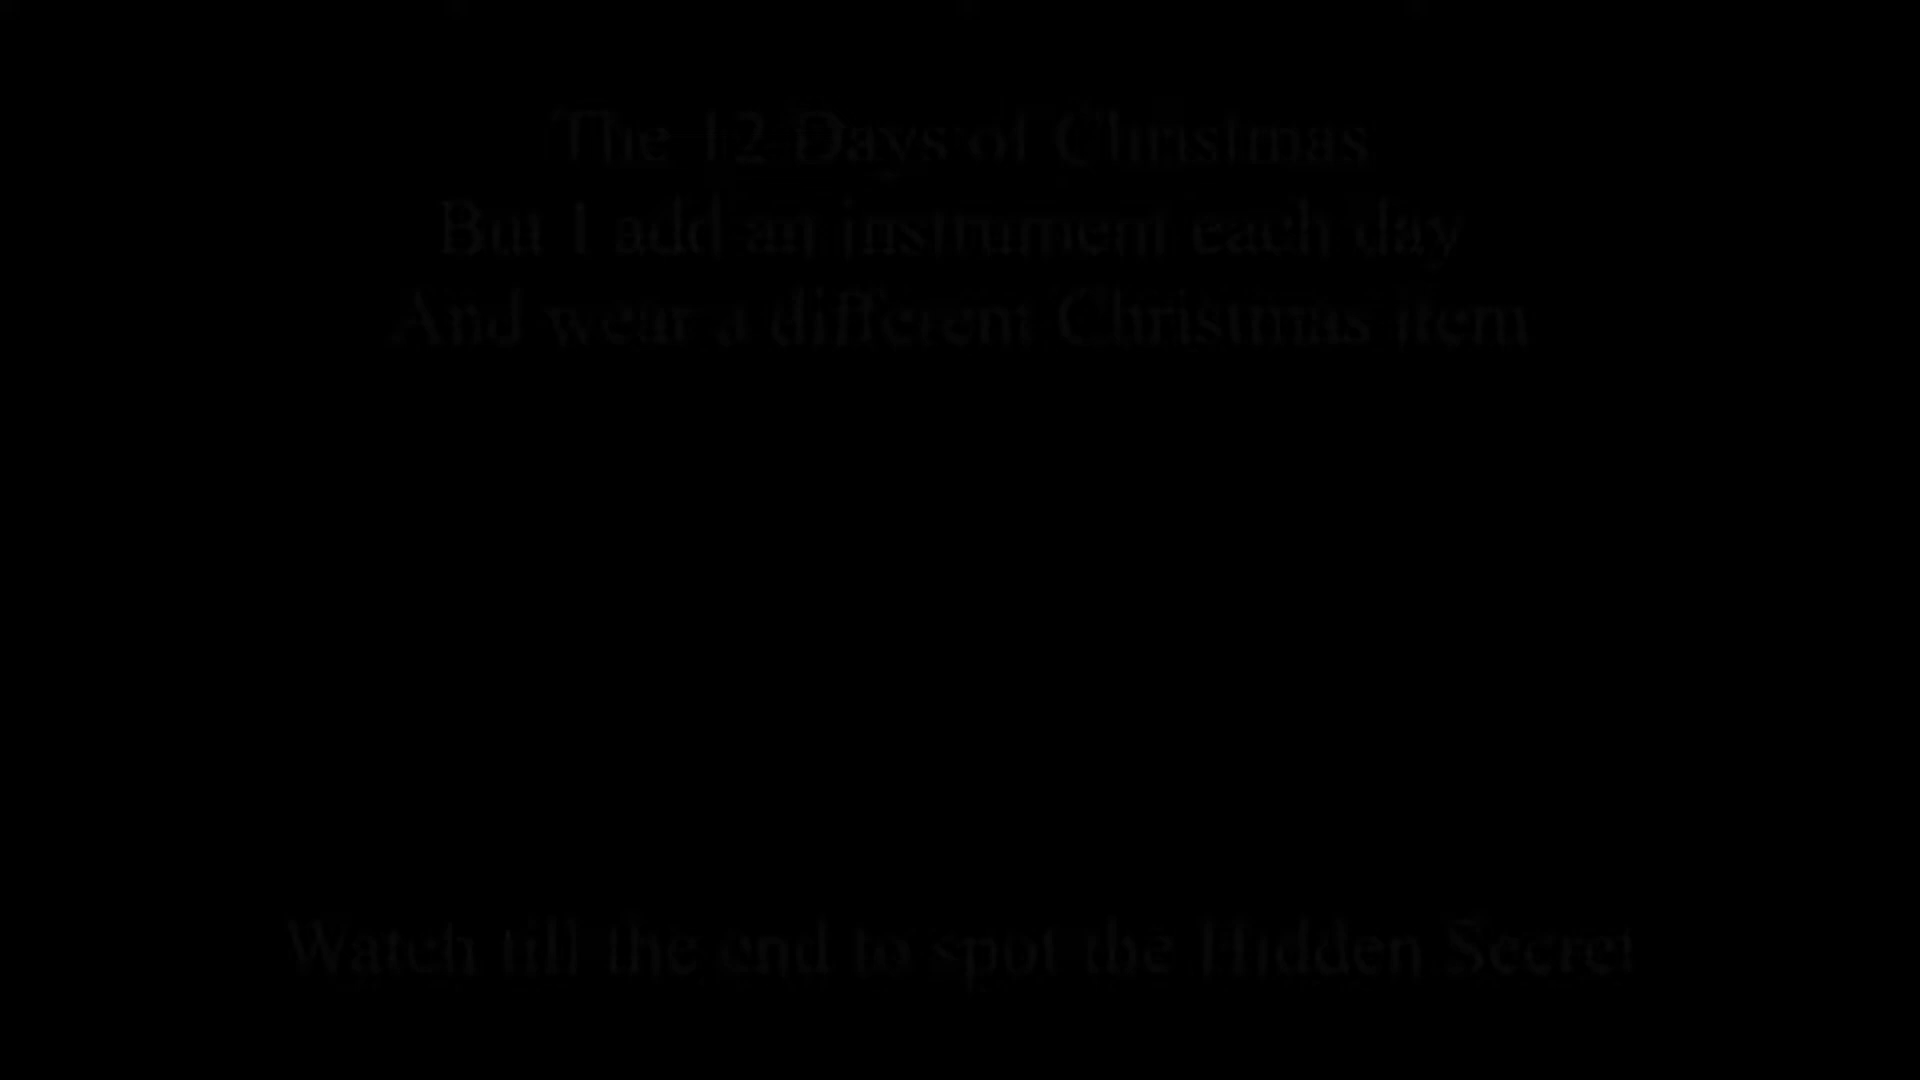 The 12 Days of Christmas
But I add an instrument each day
And wear a different Christmas item
Watch till the end to spot the Hidden Secret